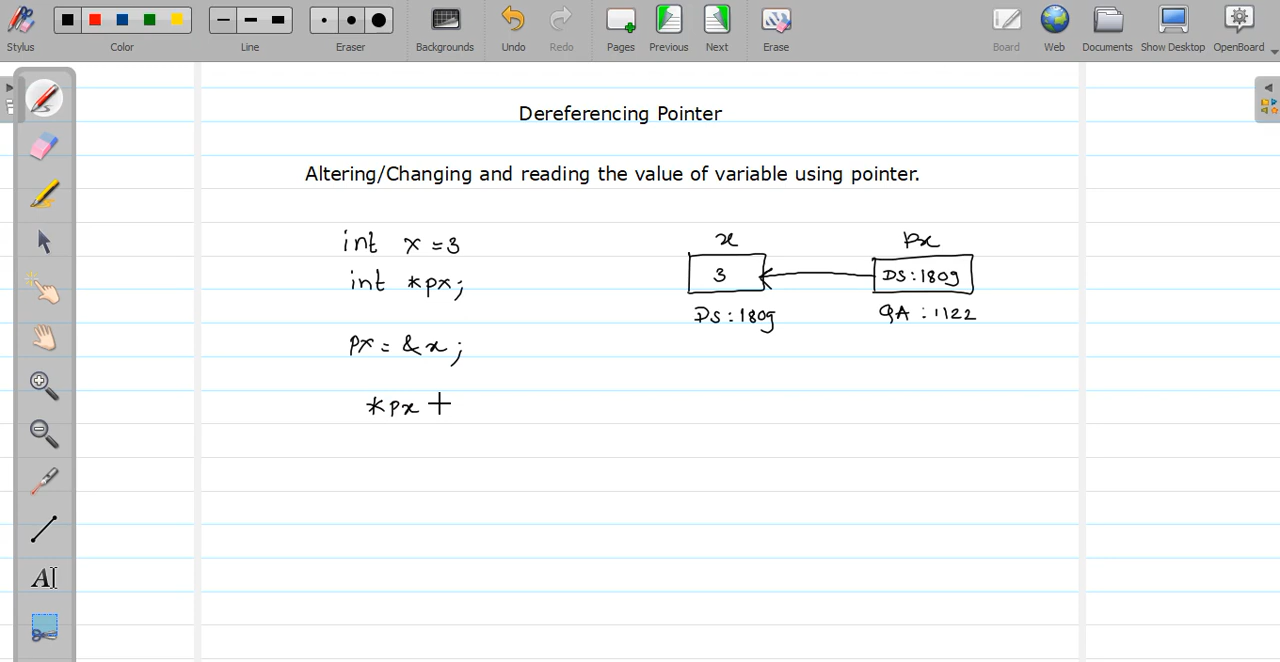 Stylus Color Line Eraser Backgrounds Undo Redo Pages Previous Next Erase Board Web Documents Show Desktop OpenBoard
Dereferencing Pointer
Altering/Changing and reading the value of variable using pointer.
int x = 3
int *px;
px = &x;
*px +
x
3
DS:1809
px
DS:1809
QA:1122